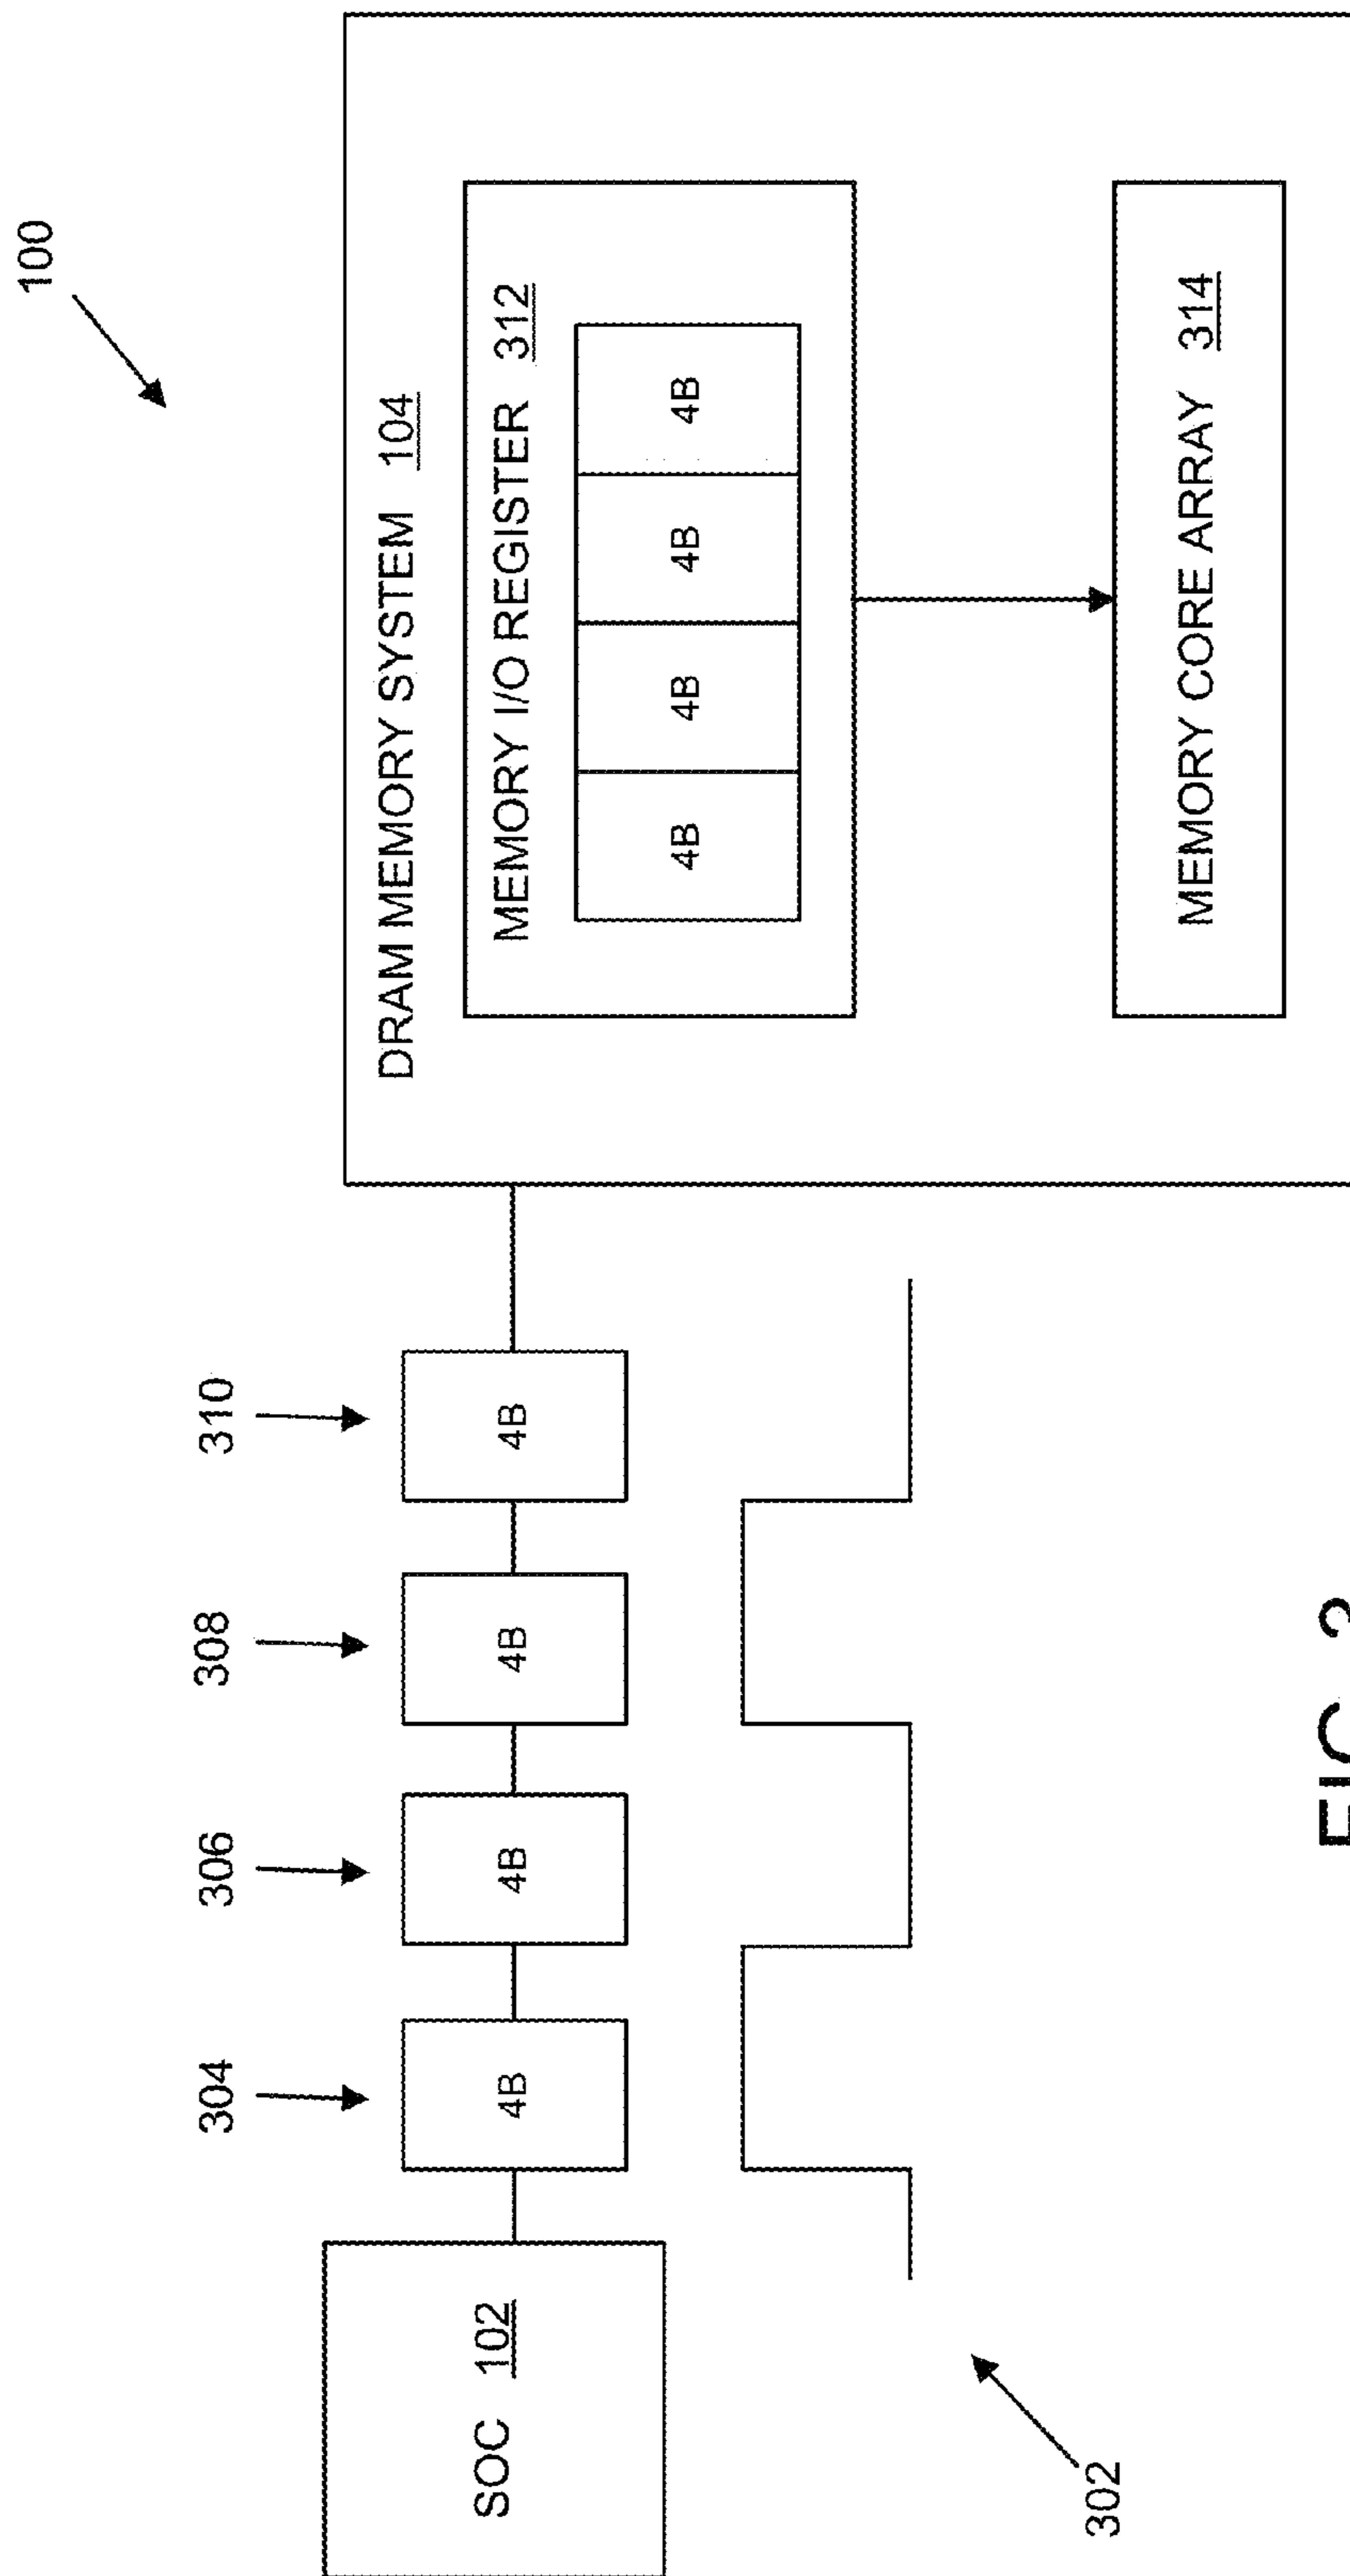 100
DRAM MEMORY SYSTEM 104
MEMORY I/O REGISTER 312
4B 4B 4B 4B
MEMORY CORE ARRAY 314
304 306 308 310
4B 4B 4B 4B
SOC 102
302